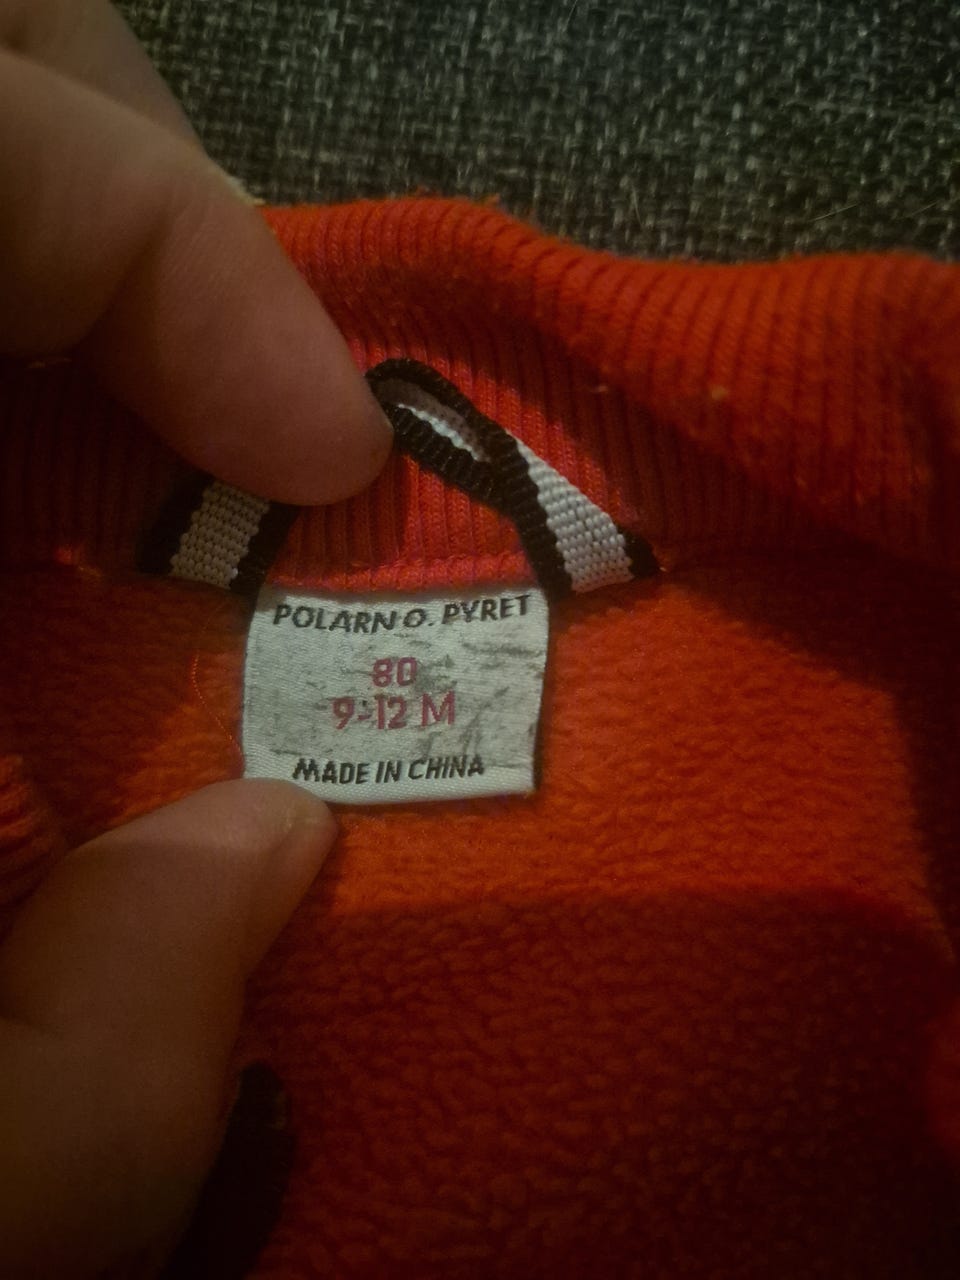 POLARN O. PYRET
80
9-12 M
MADE IN CHINA